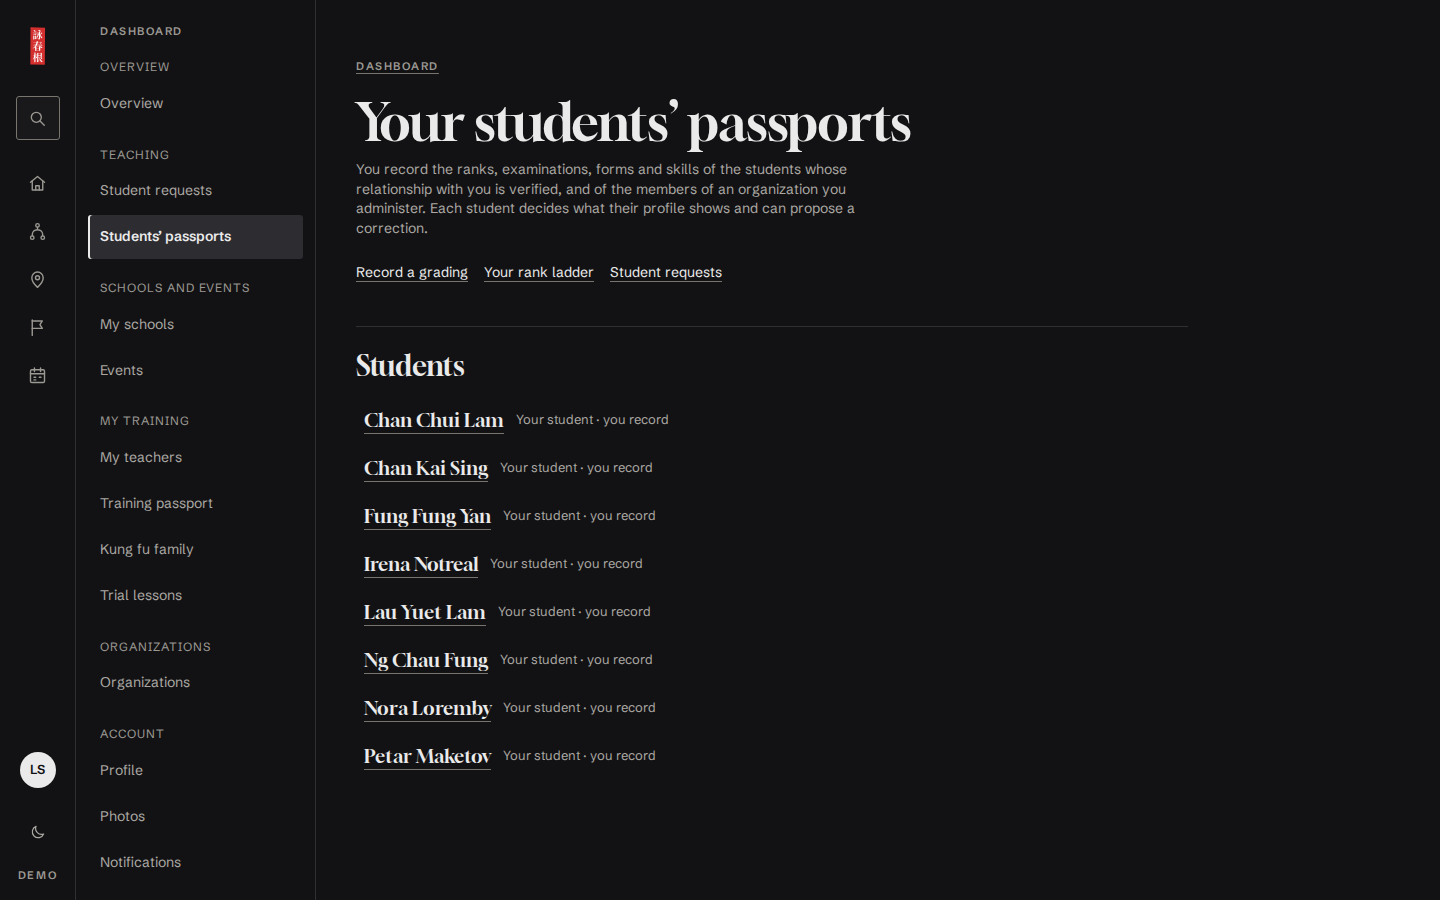 詠春根
DASHBOARD
OVERVIEW
Overview
TEACHING
Student requests
Students’ passports
SCHOOLS AND EVENTS
My schools
Events
MY TRAINING
My teachers
Training passport
Kung fu family
Trial lessons
ORGANIZATIONS
Organizations
ACCOUNT
Profile
Photos
Notifications
LS
DEMO
DASHBOARD
Your students’ passports
You record the ranks, examinations, forms and skills of the students whose
relationship with you is verified, and of the members of an organization you
administer. Each student decides what their profile shows and can propose a
correction.
Record a grading Your rank ladder Student requests
Students
Chan Chui Lam Your student · you record
Chan Kai Sing Your student · you record
Fung Fung Yan Your student · you record
Irena Notreal Your student · you record
Lau Yuet Lam Your student · you record
Ng Chau Fung Your student · you record
Nora Loremby Your student · you record
Petar Maketov Your student · you record